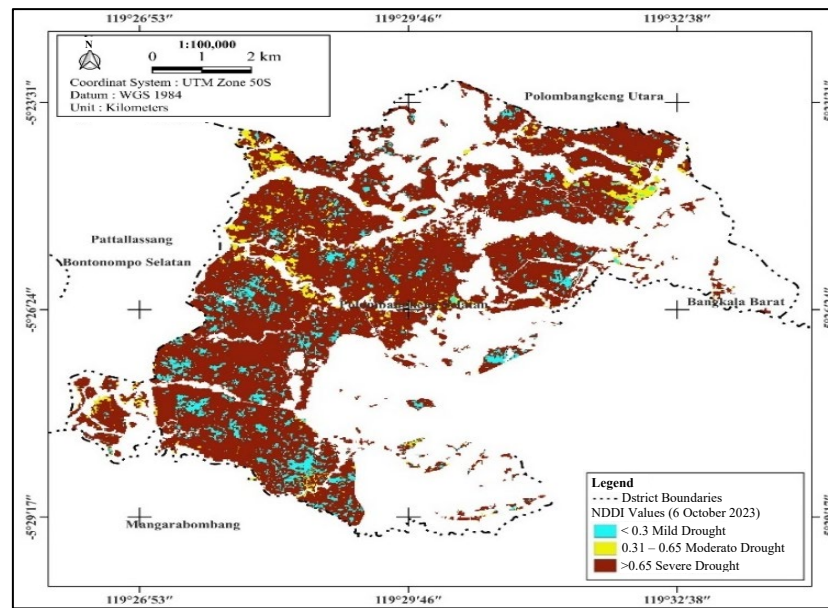 119°26′53″ 119°29′46″ 119°32′38″
N
1:100,000
0 1 2 km
Coordinat System : UTM Zone 50S
Datum : WGS 1984
Unit : Kilometers
-5°23′31″
Polombangkeng Utara
Pattallassang
Bontonompo Selatan
-5°26′24″
Polombangkeng Selatan
Bangkala Barat
Mangarabombang
-5°29′17″
Legend
Dstrict Boundaries
NDDI Values (6 October 2023)
< 0.3 Mild Drought
0.31 – 0.65 Moderato Drought
>0.65 Severe Drought
119°26′53″ 119°29′46″ 119°32′38″